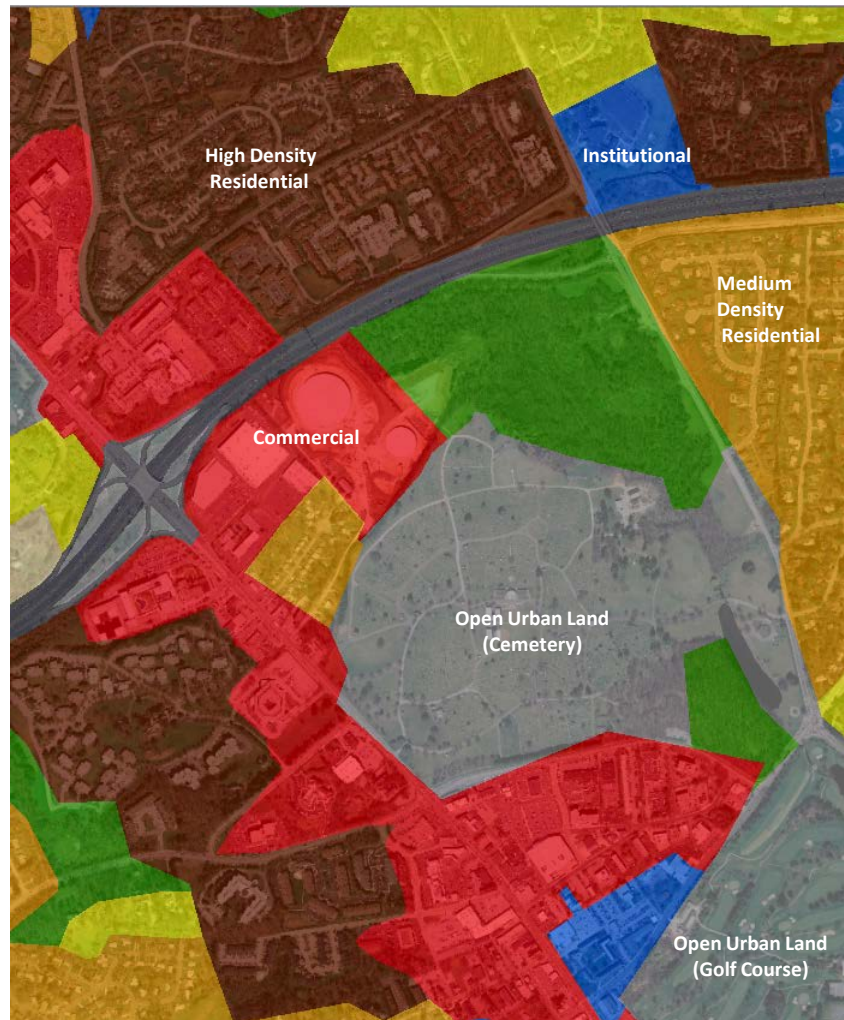 High Density
Residential
Institutional
Medium
Density
Residential
Commercial
Open Urban Land
(Cemetery)
Open Urban Land
(Golf Course)